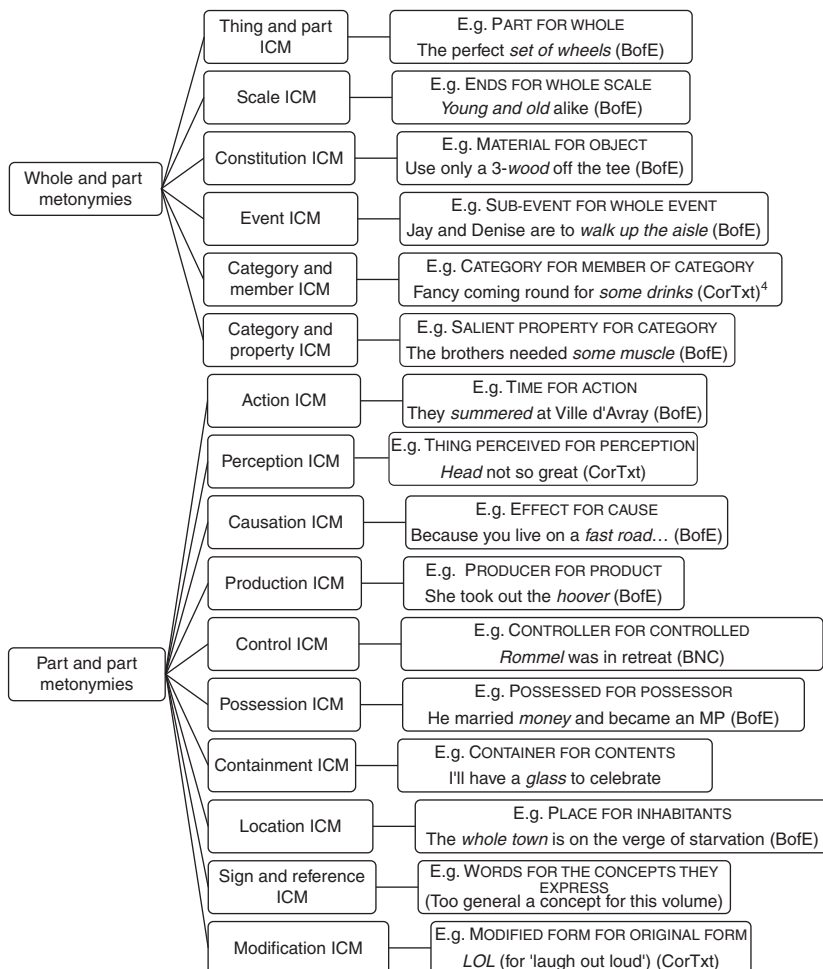 Thing and part
ICM
E.g. PART FOR WHOLE
The perfect set of wheels (BofE)
Scale ICM
E.g. ENDS FOR WHOLE SCALE
Young and old alike (BofE)
Constitution ICM
E.g. MATERIAL FOR OBJECT
Use only a 3-wood off the tee (BofE)
Whole and part
metonymies
Event ICM
E.g. SUB-EVENT FOR WHOLE EVENT
Jay and Denise are to walk up the aisle (BofE)
Category and
member ICM
E.g. CATEGORY FOR MEMBER OF CATEGORY
Fancy coming round for some drinks (CorTxt)4
Category and
property ICM
E.g. SALIENT PROPERTY FOR CATEGORY
The brothers needed some muscle (BofE)
Action ICM
E.g. TIME FOR ACTION
They summered at Ville d'Avray (BofE)
Perception ICM
E.g. THING PERCEIVED FOR PERCEPTION
Head not so great (CorTxt)
Causation ICM
E.g. EFFECT FOR CAUSE
Because you live on a fast road... (BofE)
Production ICM
E.g. PRODUCER FOR PRODUCT
She took out the hoover (BofE)
Part and part
metonymies
Control ICM
E.g. CONTROLLER FOR CONTROLLED
Rommel was in retreat (BNC)
Possession ICM
E.g. POSSESSED FOR POSSESSOR
He married money and became an MP (BofE)
Containment ICM
E.g. CONTAINER FOR CONTENTS
I'll have a glass to celebrate
Location ICM
E.g. PLACE FOR INHABITANTS
The whole town is on the verge of starvation (BofE)
Sign and reference
ICM
E.g. WORDS FOR THE CONCEPTS THEY
EXPRESS
(Too general a concept for this volume)
Modification ICM
E.g. MODIFIED FORM FOR ORIGINAL FORM
LOL (for 'laugh out loud') (CorTxt)